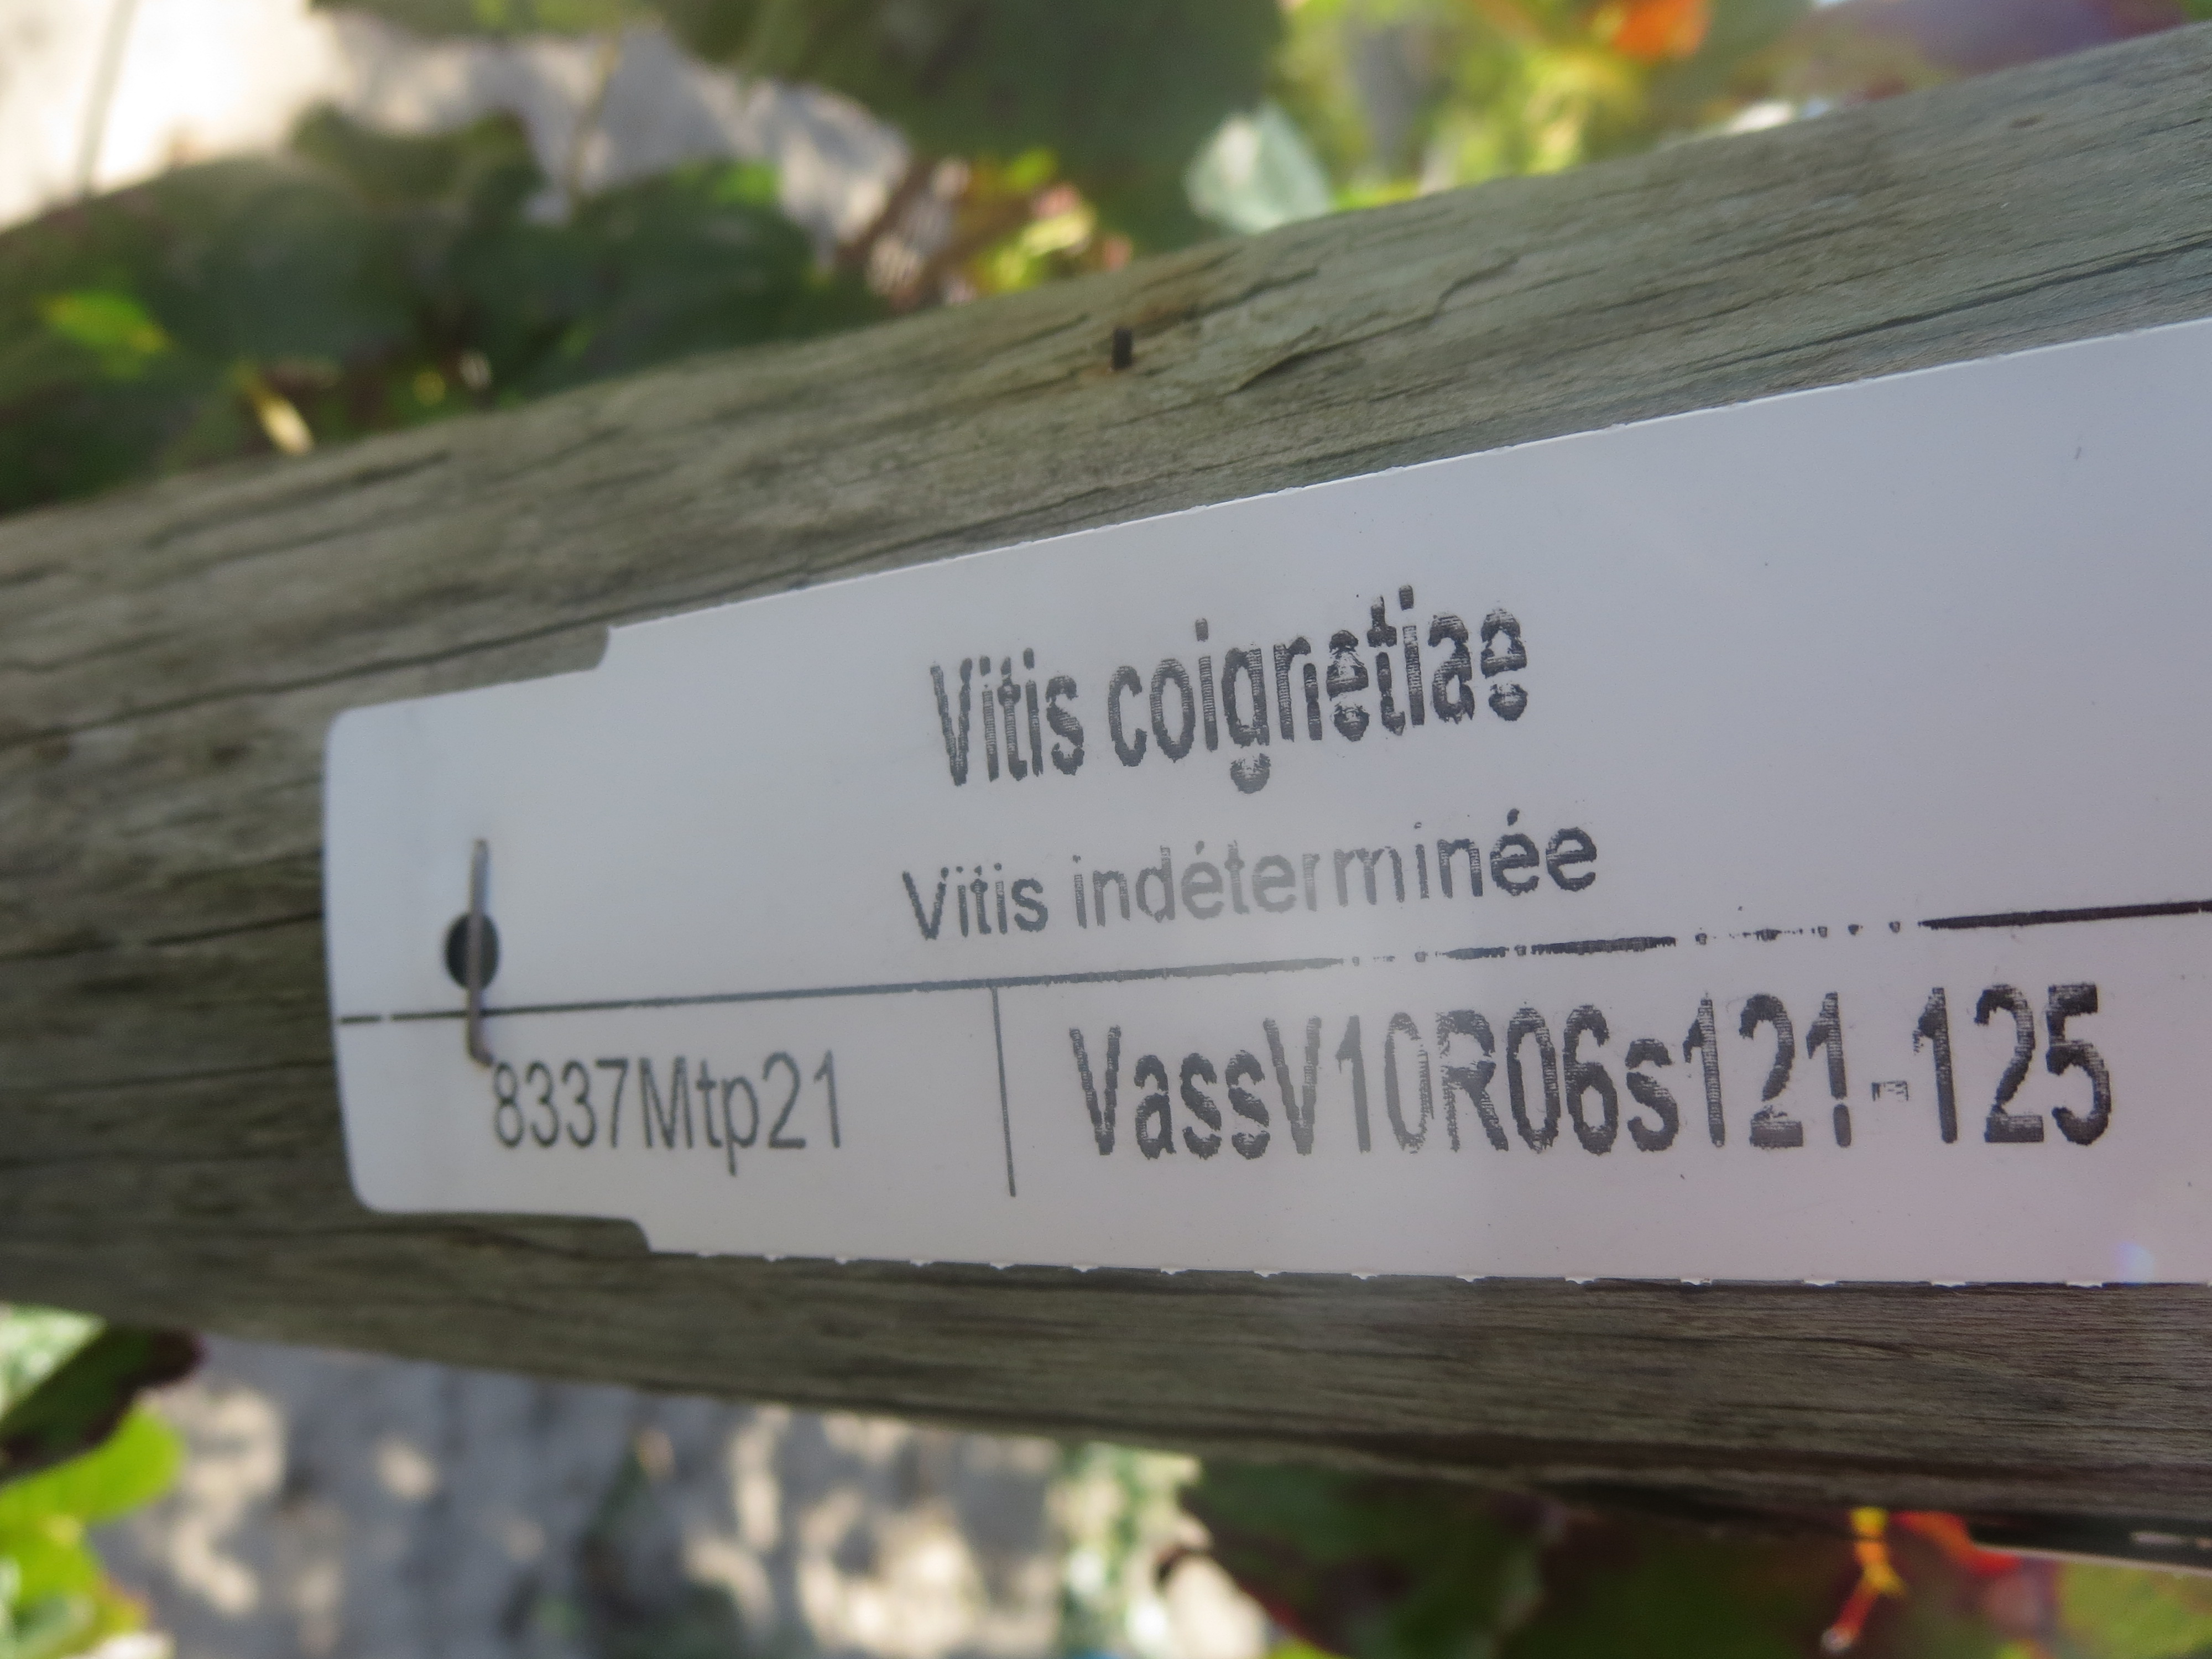 Vitis coignetiae
Vitis indéterminée
8337Mtp21
VassV10R06s121-125